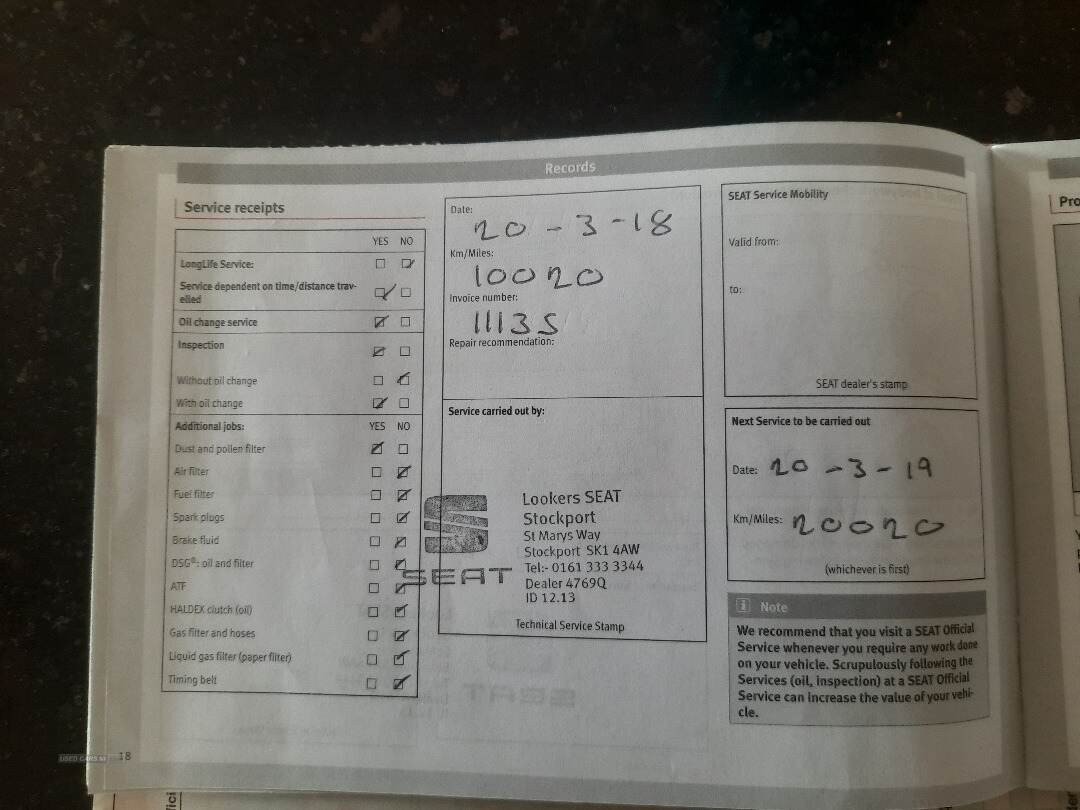 Records
Service receipts
YES NO
LongLife Service:
Service dependent on time/distance trav-
elled
Oil change service
Inspection
Without oil change
With oil change
Additional jobs: YES NO
Dust and pollen filter
Air filter
Fuel filter
Spark plugs
Brake fluid
DSG®: oil and filter
ATF
HALDEX clutch (oil)
Gas filter and hoses
Liquid gas filter (paper filter)
Timing belt
Date:
20 - 3 - 18
Km/Miles:
10020
Invoice number:
11135
Repair recommendation:
Service carried out by:
SEAT
Lookers SEAT
Stockport
St Marys Way
Stockport SK1 4AW
Tel:- 0161 333 3344
Dealer 4769Q
ID 12.13
Technical Service Stamp
SEAT Service Mobility
Valid from:
to:
SEAT dealer's stamp
Next Service to be carried out
Date: 20 - 3 - 19
Km/Miles: 20020
(whichever is first)
i Note
We recommend that you visit a SEAT Official
Service whenever you require any work done
on your vehicle. Scrupulously following the
Services (oil, inspection) at a SEAT Official
Service can increase the value of your vehi-
cle.
18
Pro
USED CARS NI